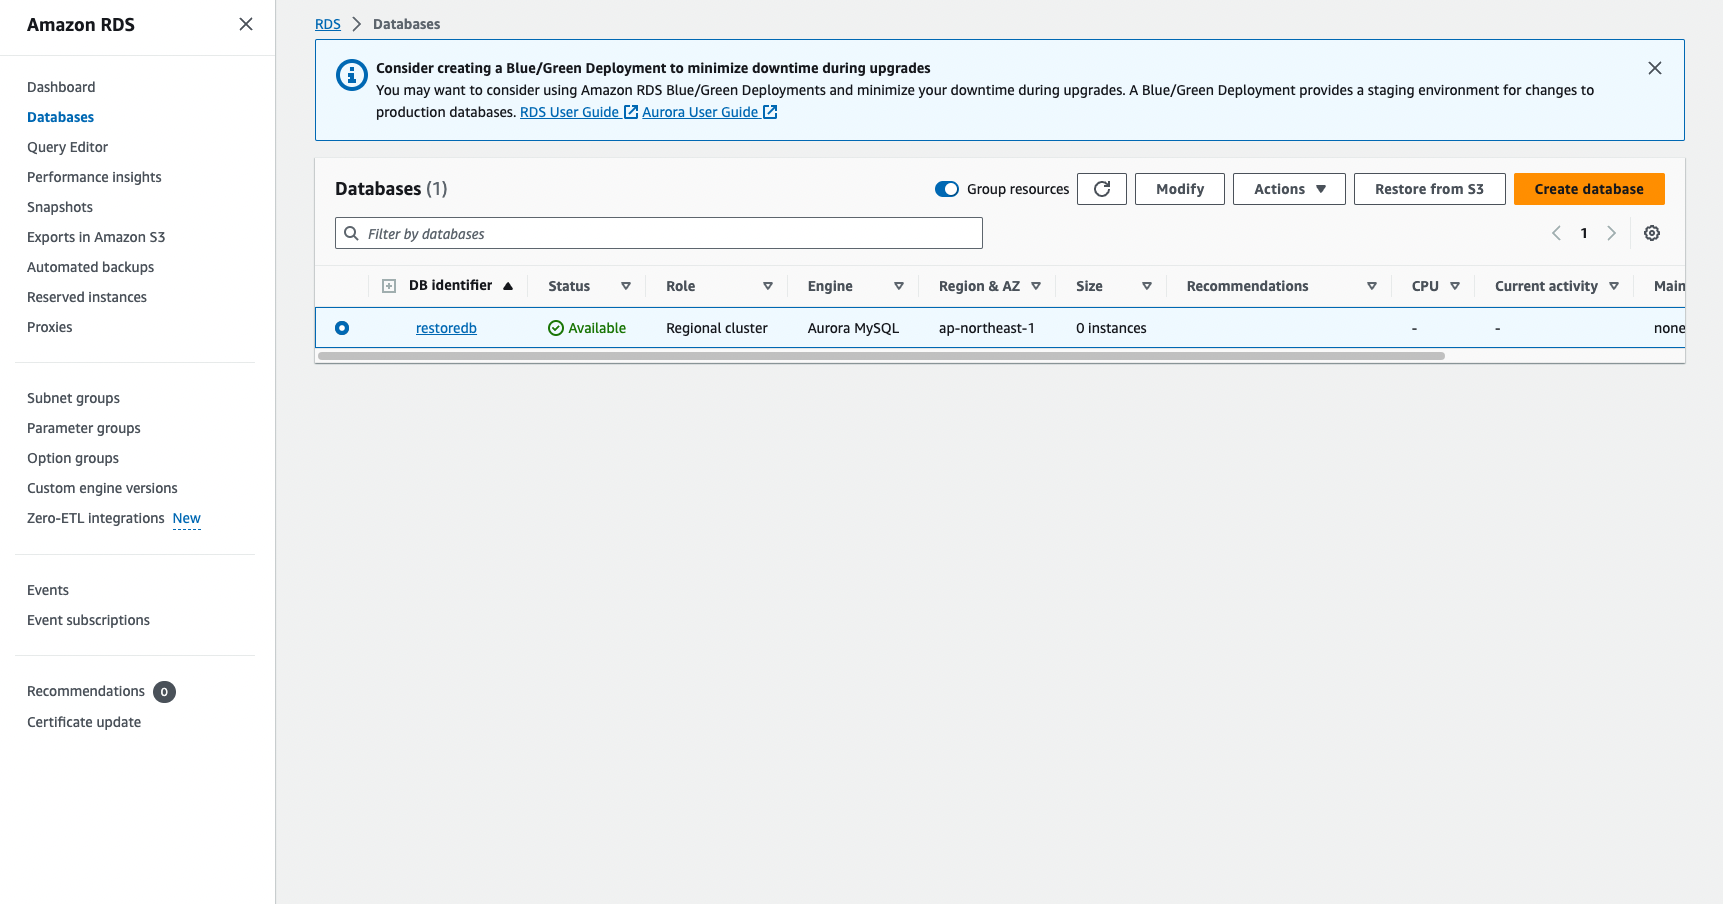 Amazon RDS
Dashboard
Databases
Query Editor
Performance insights
Snapshots
Exports in Amazon S3
Automated backups
Reserved instances
Proxies
Subnet groups
Parameter groups
Option groups
Custom engine versions
Zero-ETL integrations New
Events
Event subscriptions
Recommendations 0
Certificate update
RDS > Databases
Consider creating a Blue/Green Deployment to minimize downtime during upgrades
You may want to consider using Amazon RDS Blue/Green Deployments and minimize your downtime during upgrades. A Blue/Green Deployment provides a staging environment for changes to
production databases. RDS User Guide Aurora User Guide
Databases (1)
Group resources
Modify
Actions
Restore from S3
Create database
Filter by databases
1
DB identifier Status Role Engine Region & AZ Size Recommendations CPU Current activity Main
restoredb Available Regional cluster Aurora MySQL ap-northeast-1 0 instances - - none